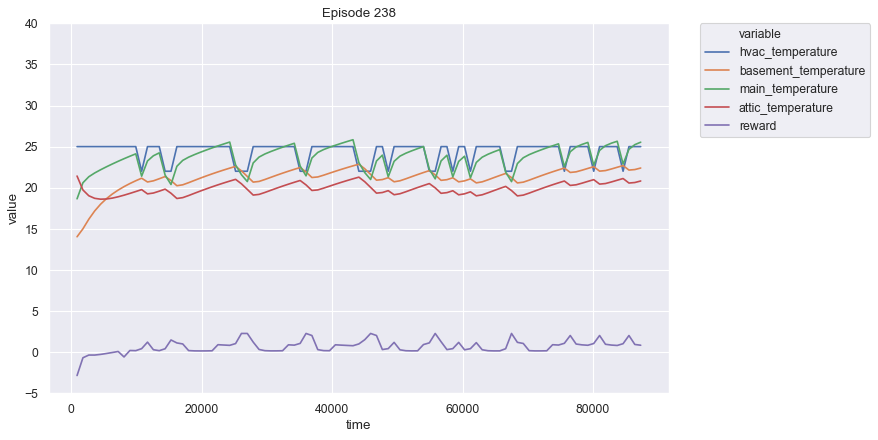 Episode 238
value
40
35
30
25
20
15
10
5
0
−5
0 20000 40000 60000 80000
time
variable
hvac_temperature
basement_temperature
main_temperature
attic_temperature
reward